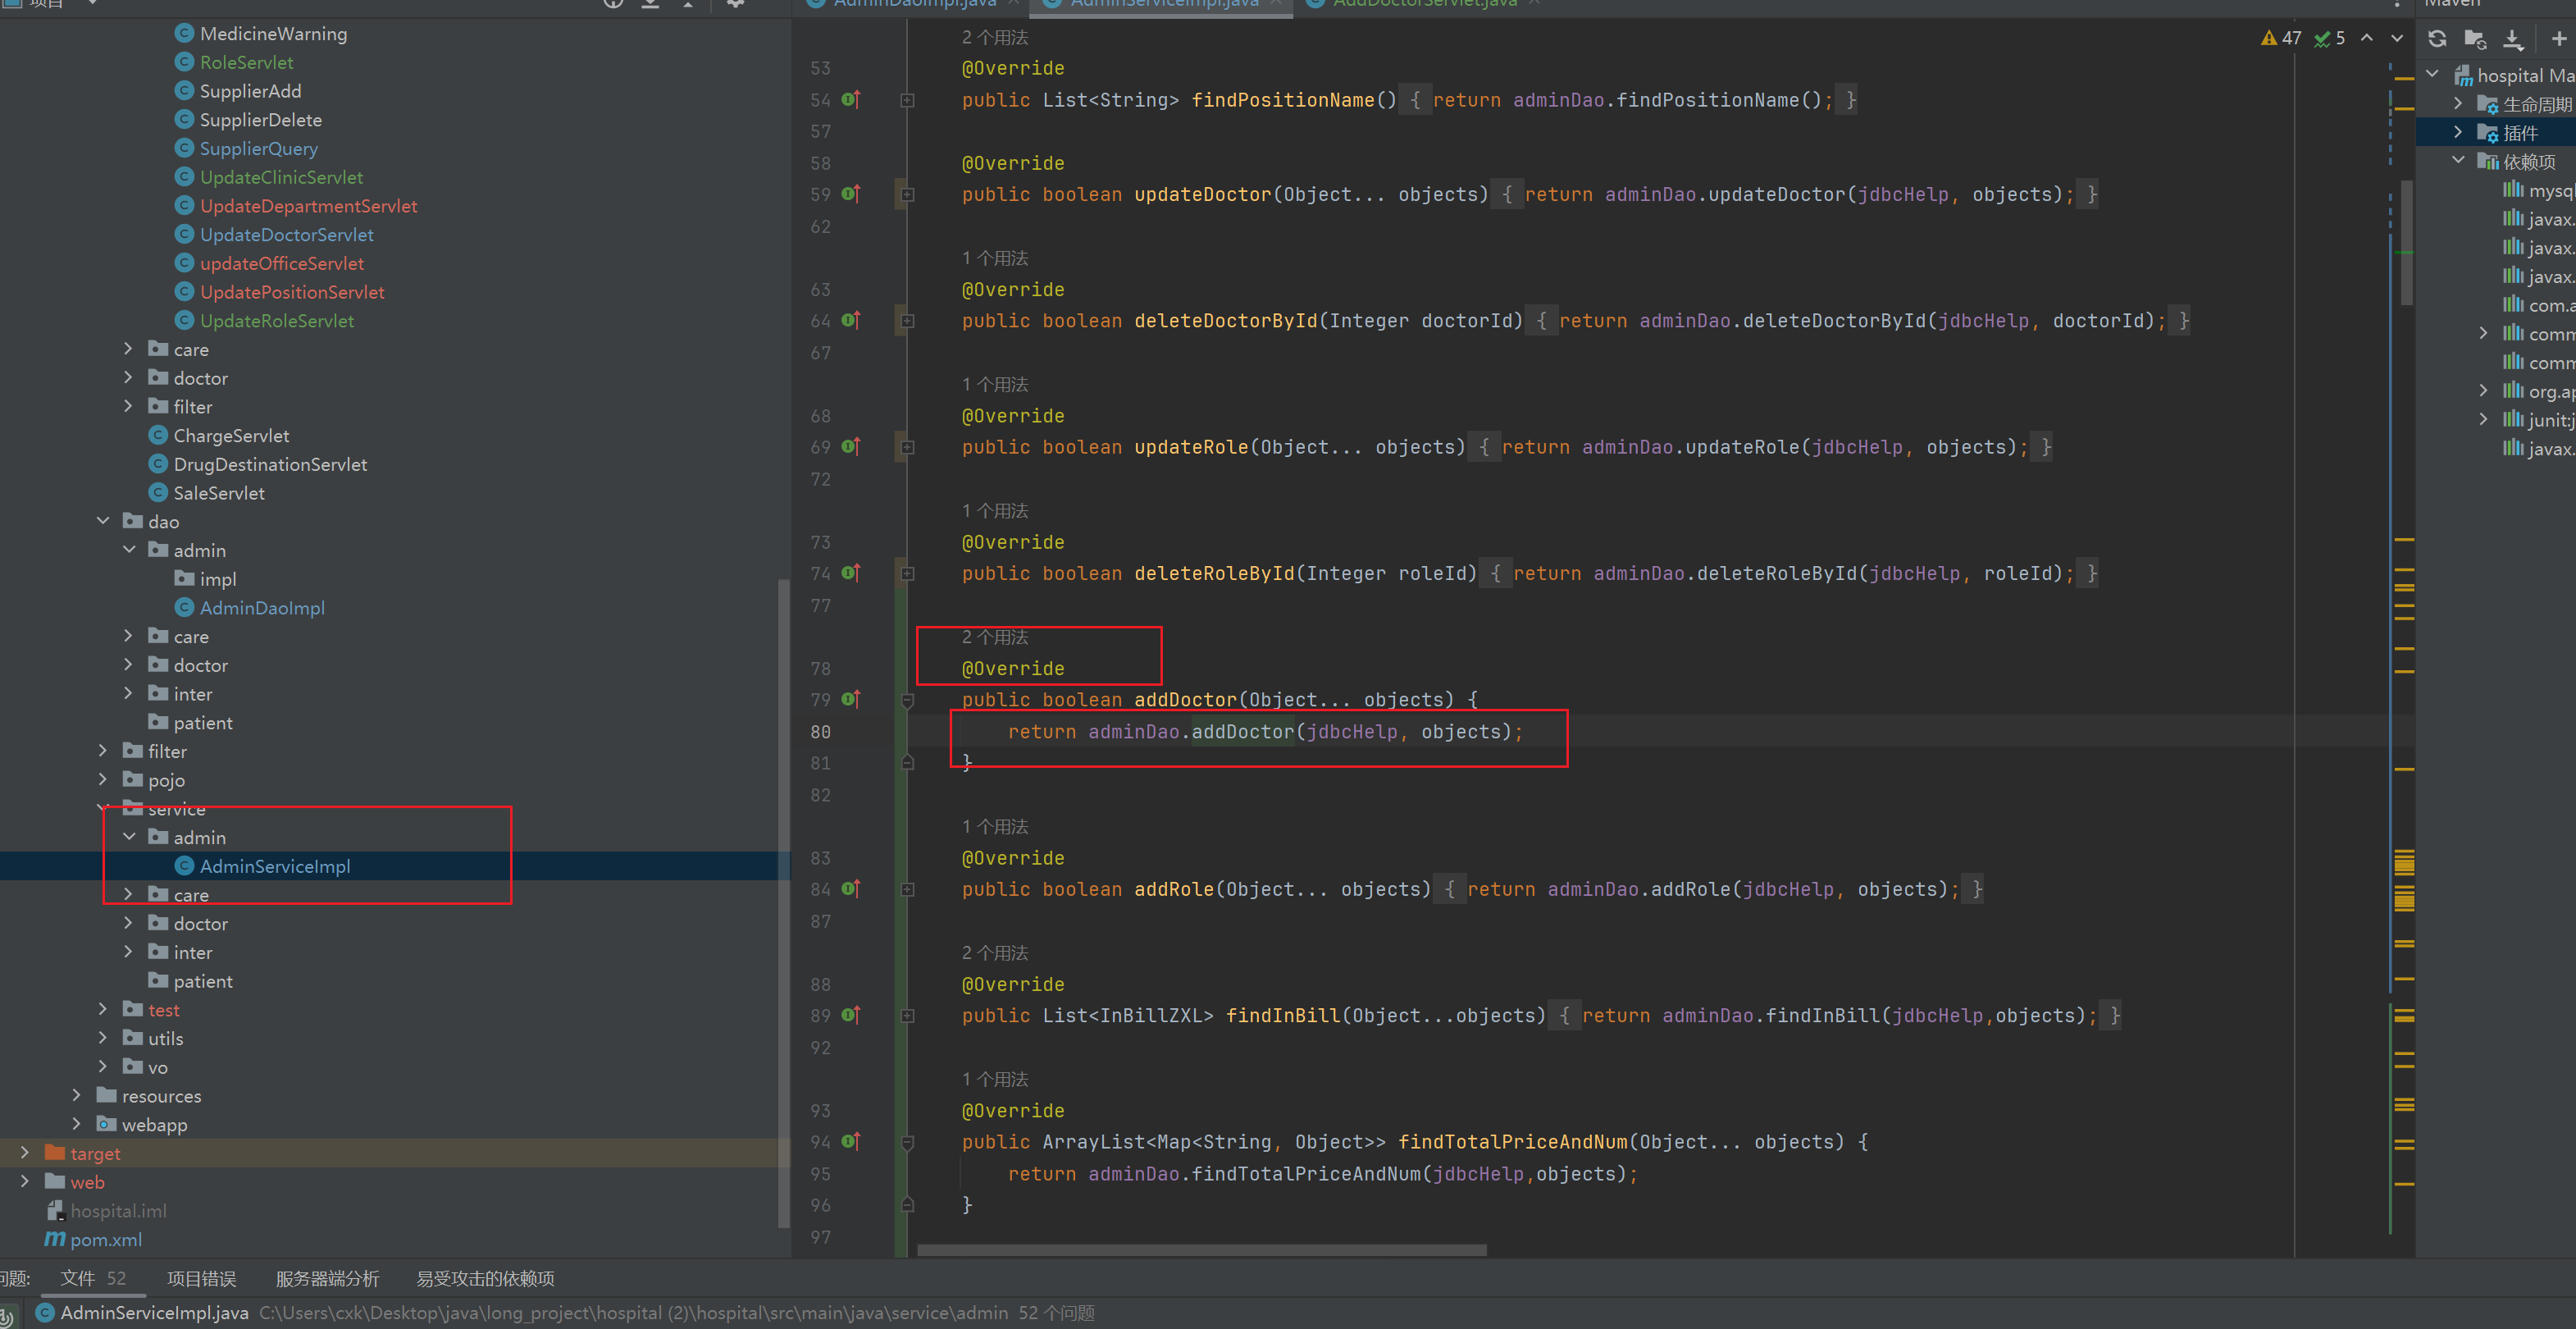 项目
MedicineWarning
RoleServlet
SupplierAdd
SupplierDelete
SupplierQuery
UpdateClinicServlet
UpdateDepartmentServlet
UpdateDoctorServlet
updateOfficeServlet
UpdatePositionServlet
UpdateRoleServlet
care
doctor
filter
ChargeServlet
DrugDestinationServlet
SaleServlet
dao
admin
impl
AdminDaoImpl
care
doctor
inter
patient
filter
pojo
service
admin
AdminServiceImpl
care
doctor
inter
patient
test
utils
vo
resources
webapp
target
web
hospital.iml
pom.xml
AdminDaoImpl.java AdminServiceImpl.java AddDoctorServlet.java
47 5
2 个用法
53 @Override
54 public List<String> findPositionName() { return adminDao.findPositionName(); }
57
58 @Override
59 public boolean updateDoctor(Object... objects) { return adminDao.updateDoctor(jdbcHelp, objects); }
62
1 个用法
63 @Override
64 public boolean deleteDoctorById(Integer doctorId) { return adminDao.deleteDoctorById(jdbcHelp, doctorId); }
67
1 个用法
68 @Override
69 public boolean updateRole(Object... objects) { return adminDao.updateRole(jdbcHelp, objects); }
72
1 个用法
73 @Override
74 public boolean deleteRoleById(Integer roleId) { return adminDao.deleteRoleById(jdbcHelp, roleId); }
77
2 个用法
78 @Override
79 public boolean addDoctor(Object... objects) {
80 return adminDao.addDoctor(jdbcHelp, objects);
81 }
82
1 个用法
83 @Override
84 public boolean addRole(Object... objects) { return adminDao.addRole(jdbcHelp, objects); }
87
2 个用法
88 @Override
89 public List<InBillZXL> findInBill(Object...objects) { return adminDao.findInBill(jdbcHelp,objects); }
92
1 个用法
93 @Override
94 public ArrayList<Map<String, Object>> findTotalPriceAndNum(Object... objects) {
95 return adminDao.findTotalPriceAndNum(jdbcHelp,objects);
96 }
97
Maven
hospital Ma
生命周期
插件
依赖项
mysql
javax.
javax.
javax.
com.a
comm
comm
org.ap
junit:j
javax.
问题: 文件 52 项目错误 服务器端分析 易受攻击的依赖项
AdminServiceImpl.java C:\Users\cxk\Desktop\java\long_project\hospital (2)\hospital\src\main\java\service\admin 52 个问题